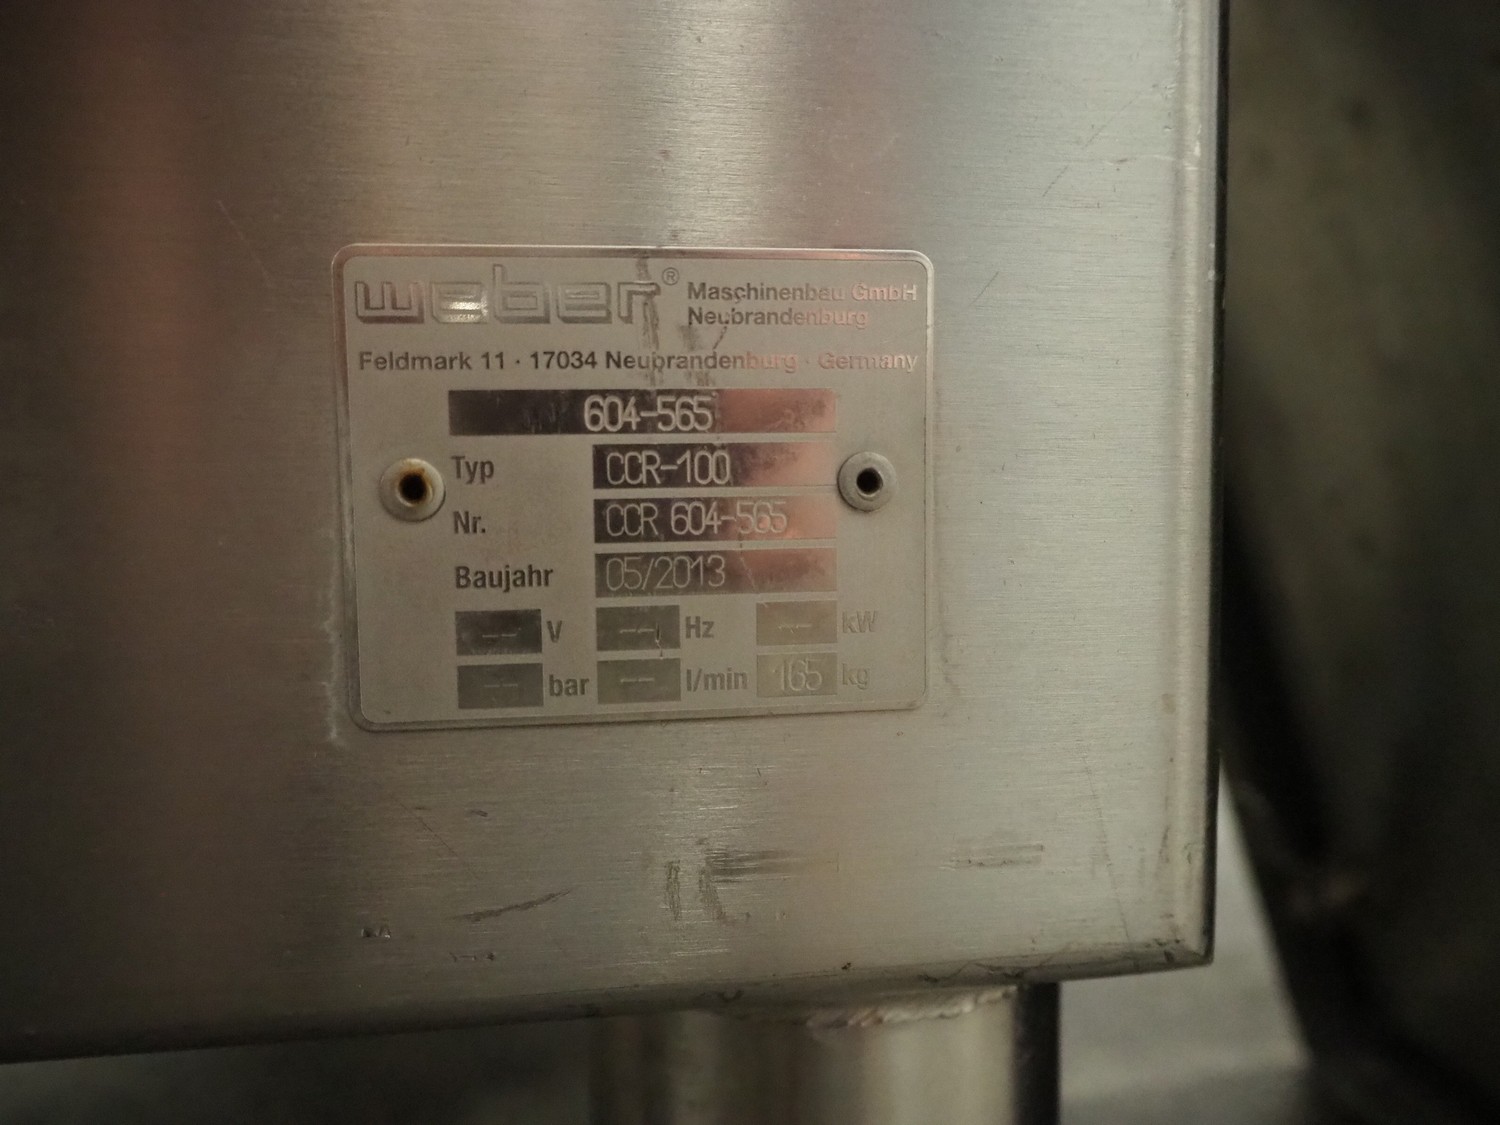 weber® Maschinenbau GmbH
Neubrandenburg
Feldmark 11 · 17034 Neubrandenburg · Germany
604-565
Typ CCR-100
Nr. CCR 604-565
Baujahr 05/2013
-- V -- Hz -- kW
-- bar -- l/min 165 kg